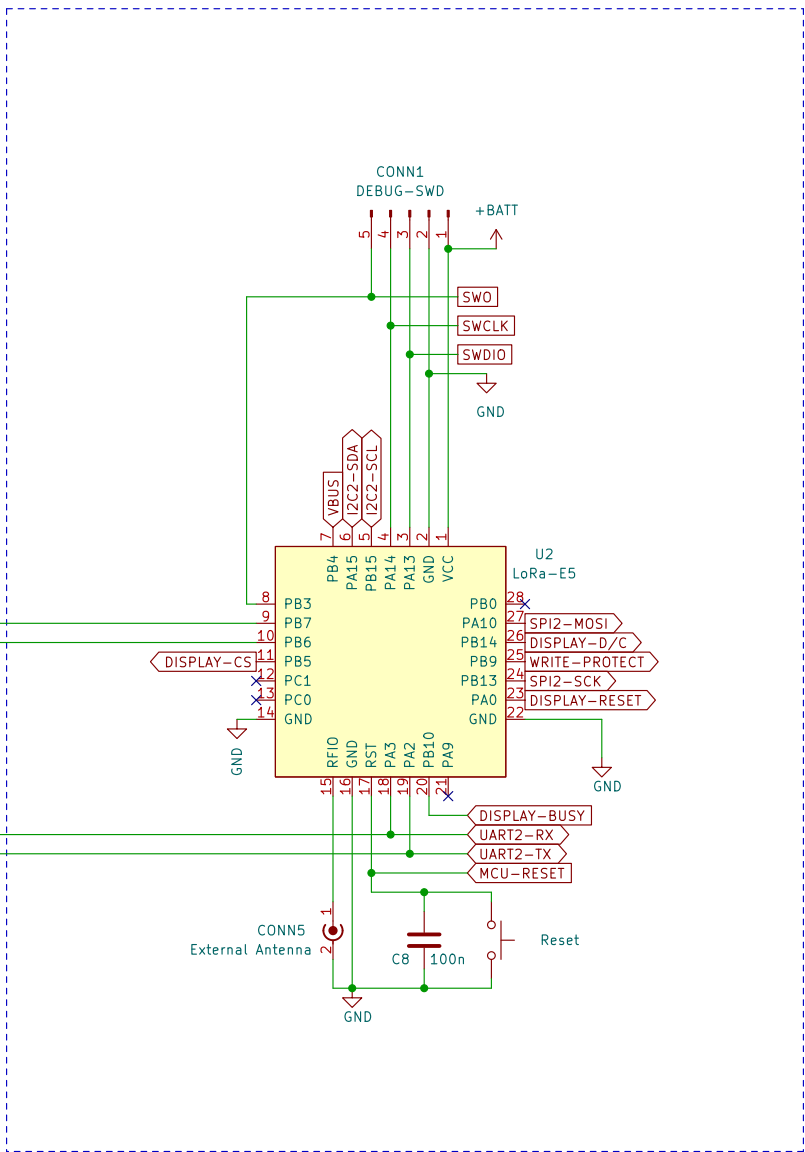 CONN1
DEBUG-SWD
+BATT
5
4
3
2
1
SWO
SWCLK
SWDIO
GND
VBUS
I2C2-SDA
I2C2-SCL
7
6
5
4
3
2
1
U2
LoRa-E5
PB4
PA15
PB15
PA14
PA13
GND
VCC
8 PB3
9 PB7
10 PB6
DISPLAY-CS 11 PB5
12 PC1
13 PC0
14 GND
GND
PB0 28
PA10 27 SPI2-MOSI
PB14 26 DISPLAY-D/C
PB9 25 WRITE-PROTECT
PB13 24 SPI2-SCK
PA0 23 DISPLAY-RESET
GND 22
GND
RFIO
GND
RST
PA3
PA2
PB10
PA9
15
16
17
18
19
20
21
DISPLAY-BUSY
UART2-RX
UART2-TX
MCU-RESET
1
CONN5
External Antenna
2
C8 100n
Reset
GND